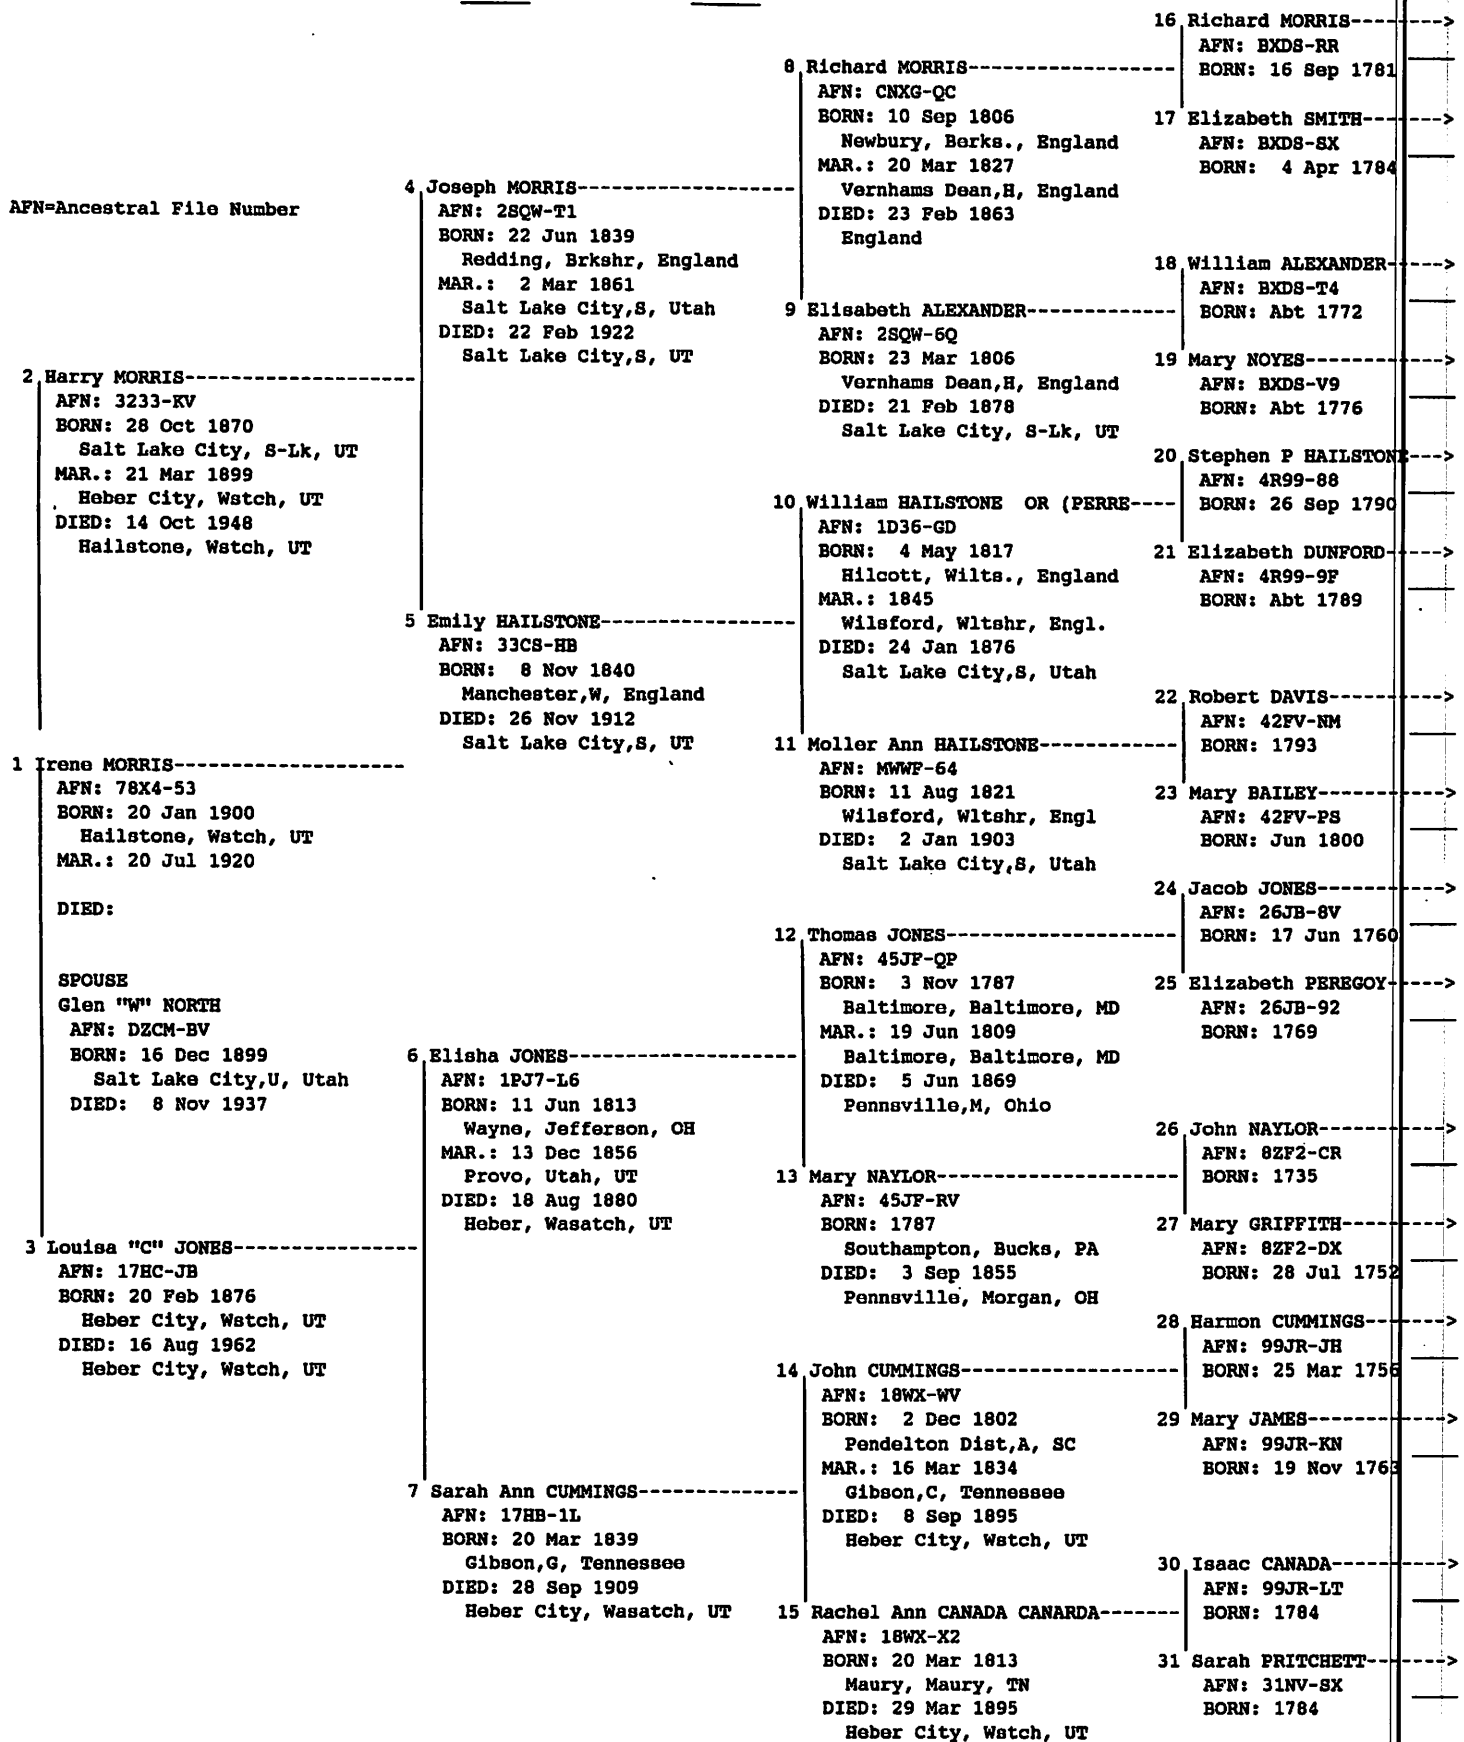 AFN=Ancestral File Number
1 Irene MORRIS-------------------
AFN: 78X4-53
BORN: 20 Jan 1900
Hailstone, Wstch, UT
MAR.: 20 Jul 1920
DIED:
SPOUSE
Glen "W" NORTH
AFN: DZCM-BV
BORN: 16 Dec 1899
Salt Lake City,U, Utah
DIED: 8 Nov 1937
2 Harry MORRIS-------------------
AFN: 3233-KV
BORN: 28 Oct 1870
Salt Lake City, S-Lk, UT
MAR.: 21 Mar 1899
Heber City, Wstch, UT
DIED: 14 Oct 1948
Hailstone, Wstch, UT
3 Louisa "C" JONES---------------
AFN: 17HC-JB
BORN: 20 Feb 1876
Heber City, Wstch, UT
DIED: 16 Aug 1962
Heber City, Wstch, UT
4 Joseph MORRIS------------------
AFN: 2SQW-T1
BORN: 22 Jun 1839
Redding, Brkshr, England
MAR.: 2 Mar 1861
Salt Lake City,S, Utah
DIED: 22 Feb 1922
Salt Lake City,S, UT
5 Emily HAILSTONE----------------
AFN: 33CS-HB
BORN: 8 Nov 1840
Manchester,W, England
DIED: 26 Nov 1912
Salt Lake City,S, UT
6 Elisha JONES-------------------
AFN: 1PJ7-L6
BORN: 11 Jun 1813
Wayne, Jefferson, OH
MAR.: 13 Dec 1856
Provo, Utah, UT
DIED: 18 Aug 1880
Heber, Wasatch, UT
7 Sarah Ann CUMMINGS-------------
AFN: 17HB-1L
BORN: 20 Mar 1839
Gibson,G, Tennessee
DIED: 28 Sep 1909
Heber City, Wasatch, UT
8 Richard MORRIS-----------------
AFN: CNXG-QC
BORN: 10 Sep 1806
Newbury, Berks., England
MAR.: 20 Mar 1827
Vernhams Dean,H, England
DIED: 23 Feb 1863
England
9 Elisabeth ALEXANDER------------
AFN: 2SQW-6Q
BORN: 23 Mar 1806
Vernhams Dean,H, England
DIED: 21 Feb 1878
Salt Lake City, S-Lk, UT
10 William HAILSTONE OR (PERRE----
AFN: 1D36-GD
BORN: 4 May 1817
Hilcott, Wilts., England
MAR.: 1845
Wilsford, Wltshr, Engl.
DIED: 24 Jan 1876
Salt Lake City,S, Utah
11 Moller Ann HAILSTONE-----------
AFN: MWWF-64
BORN: 11 Aug 1821
Wilsford, Wltshr, Engl
DIED: 2 Jan 1903
Salt Lake City,S, Utah
12 Thomas JONES-------------------
AFN: 45JF-QP
BORN: 3 Nov 1787
Baltimore, Baltimore, MD
MAR.: 19 Jun 1809
Baltimore, Baltimore, MD
DIED: 5 Jun 1869
Pennsville,M, Ohio
13 Mary NAYLOR--------------------
AFN: 45JF-RV
BORN: 1787
Southampton, Bucks, PA
DIED: 3 Sep 1855
Pennsville, Morgan, OH
14 John CUMMINGS------------------
AFN: 18WX-WV
BORN: 2 Dec 1802
Pendelton Dist,A, SC
MAR.: 16 Mar 1834
Gibson,C, Tennessee
DIED: 8 Sep 1895
Heber City, Wstch, UT
15 Rachel Ann CANADA CANARDA-------
AFN: 18WX-X2
BORN: 20 Mar 1813
Maury, Maury, TN
DIED: 29 Mar 1895
Heber City, Wstch, UT
16 Richard MORRIS-------->
AFN: BXDS-RR
BORN: 16 Sep 1781
17 Elizabeth SMITH------->
AFN: BXDS-SX
BORN: 4 Apr 1784
18 William ALEXANDER----->
AFN: BXDS-T4
BORN: Abt 1772
19 Mary NOYES------------>
AFN: BXDS-V9
BORN: Abt 1776
20 Stephen P HAILSTONE--->
AFN: 4R99-88
BORN: 26 Sep 1790
21 Elizabeth DUNFORD----->
AFN: 4R99-9F
BORN: Abt 1789
22 Robert DAVIS---------->
AFN: 42FV-NM
BORN: 1793
23 Mary BAILEY----------->
AFN: 42FV-PS
BORN: Jun 1800
24 Jacob JONES----------->
AFN: 26JB-8V
BORN: 17 Jun 1760
25 Elizabeth PEREGOY----->
AFN: 26JB-92
BORN: 1769
26 John NAYLOR----------->
AFN: 8ZF2-CR
BORN: 1735
27 Mary GRIFFITH--------->
AFN: 8ZF2-DX
BORN: 28 Jul 1752
28 Harmon CUMMINGS------->
AFN: 99JR-JH
BORN: 25 Mar 1756
29 Mary JAMES------------>
AFN: 99JR-KN
BORN: 19 Nov 1763
30 Isaac CANADA---------->
AFN: 99JR-LT
BORN: 1784
31 Sarah PRITCHETT------->
AFN: 31NV-SX
BORN: 1784